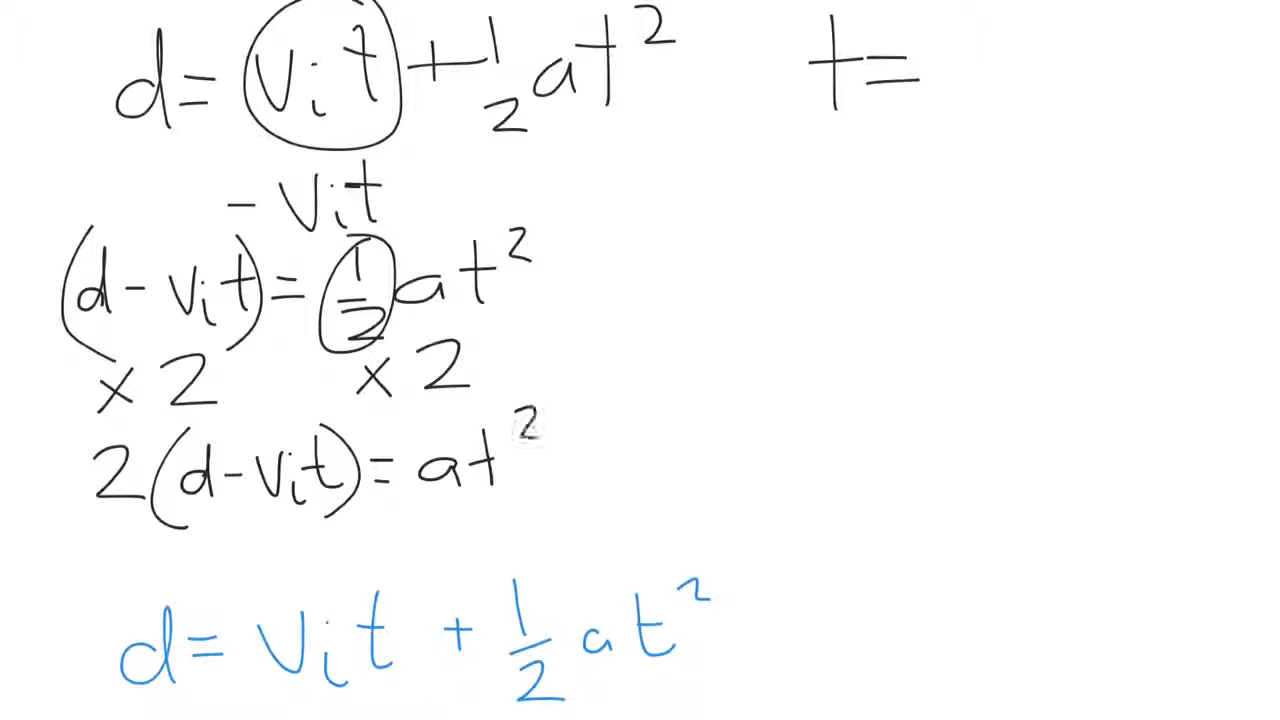 d = vᵢt + 1/2 at² t =
- vᵢt
(d - vᵢt) = 1/2 at²
× 2 × 2
2(d - vᵢt) = at²
d = vᵢt + 1/2 at²